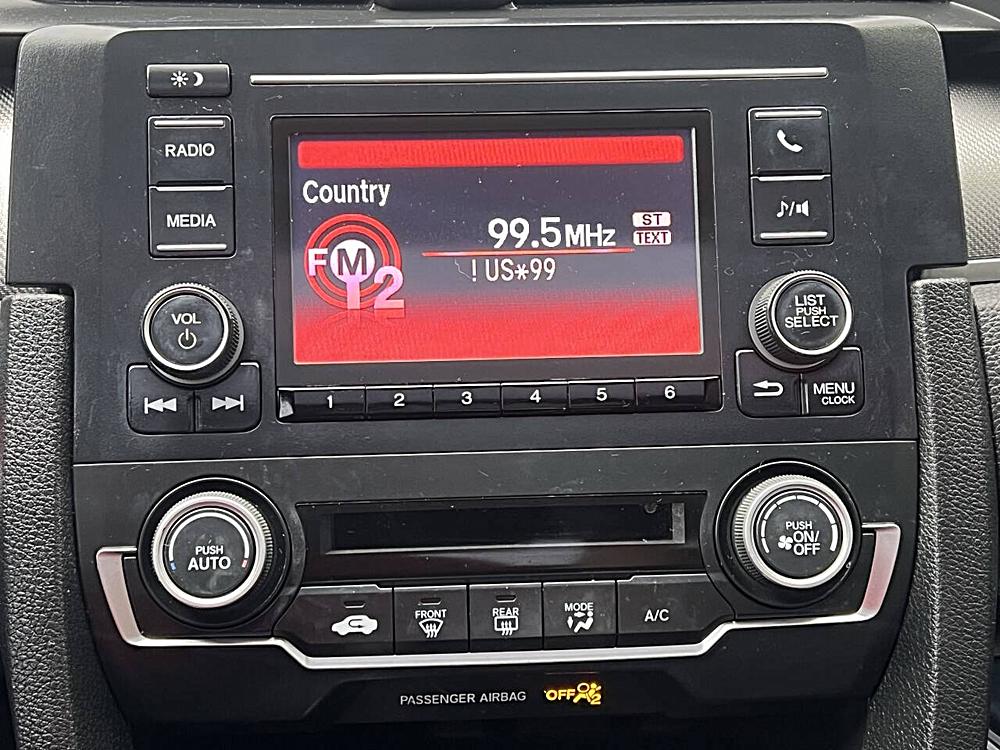 RADIO
MEDIA
Country
FM
2
99.5MHz
ST
TEXT
!US*99
VOL
LIST
PUSH
SELECT
MENU
CLOCK
1 2 3 4 5 6
PUSH
AUTO
PUSH
ON/
OFF
FRONT
REAR
MODE
A/C
PASSENGER AIRBAG OFF 2